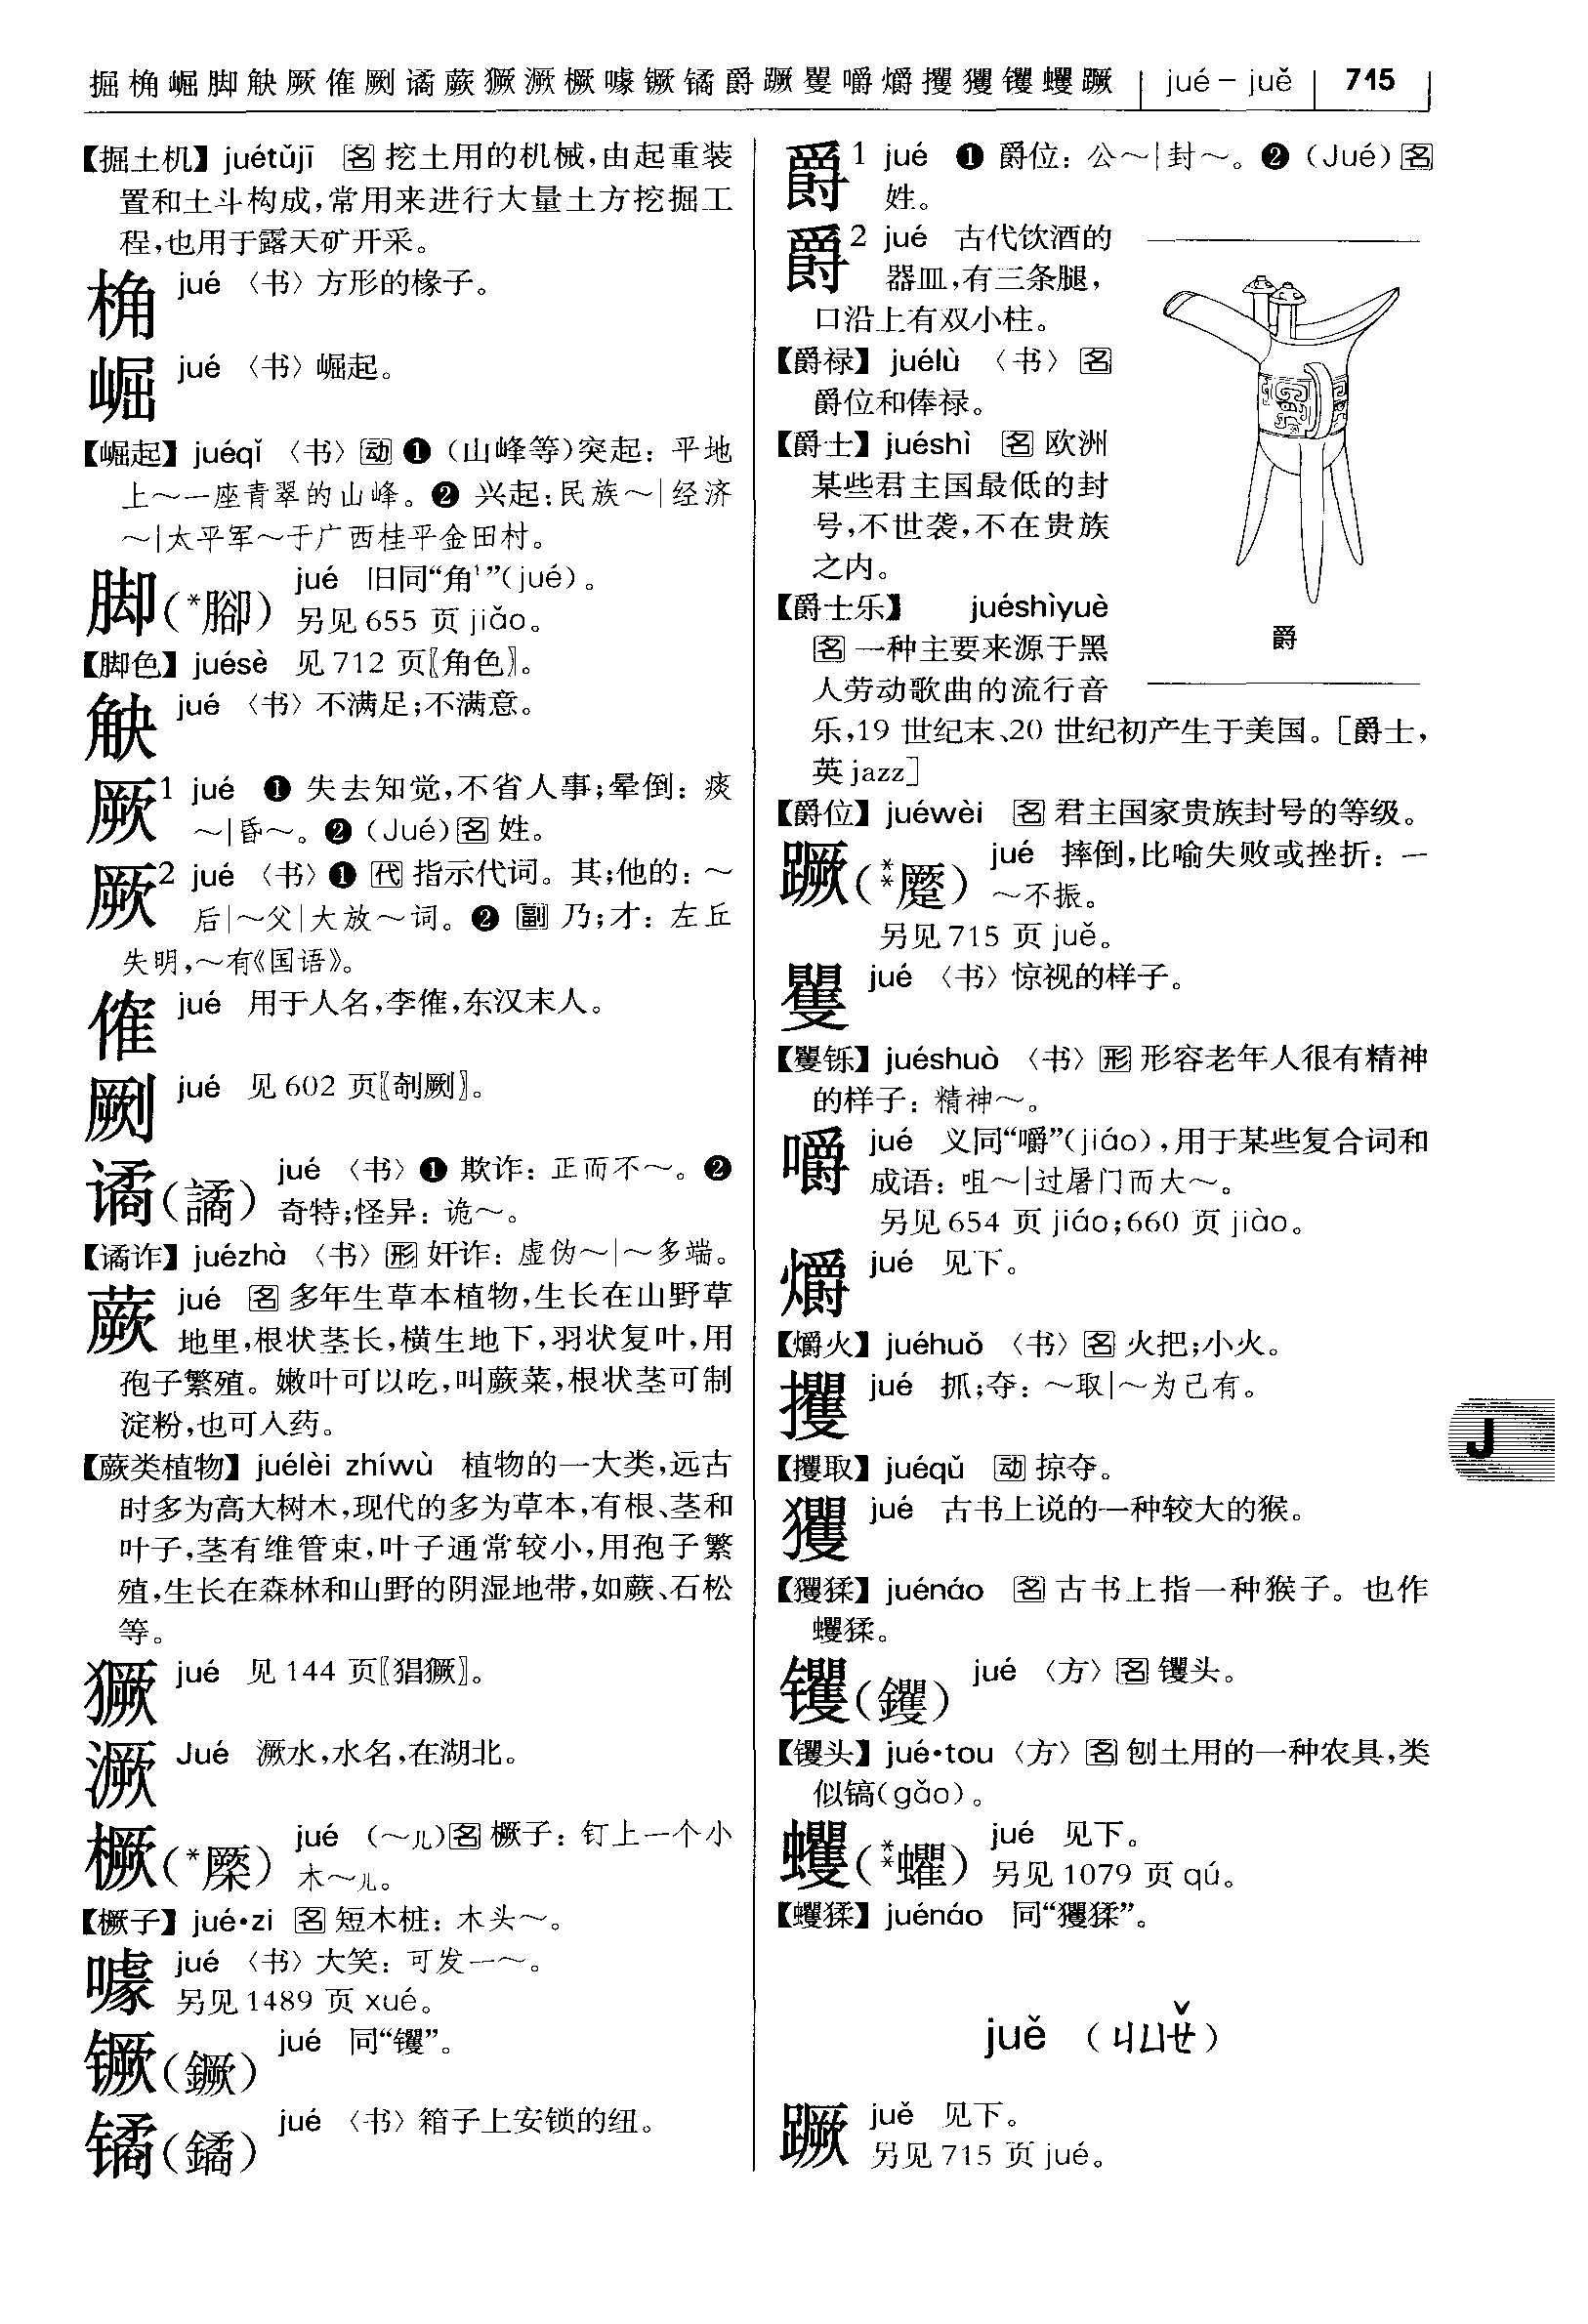 掘桷崛脚觖厥傕劂谲蕨獗㵐橛噱镢鐍爵蹶矍嚼爝攫玃䦆蠼蹶 jué－juě 715
【掘土机】 juétǔjī 名 挖土用的机械，由起重装
置和土斗构成，常用来进行大量土方挖掘工
程，也用于露天矿开采。
桷 jué 〈书〉方形的椽子。
崛 jué 〈书〉崛起。
【崛起】 juéqǐ 〈书〉动 ❶（山峰等）突起：平地
上～一座青翠的山峰。❷ 兴起：民族～｜经济
～｜太平军～于广西桂平金田村。
脚（*腳） jué 旧同“角¹”（jué）。
另见 655 页 jiǎo。
【脚色】 juésè 见 712 页〖角色〗。
觖 jué 〈书〉不满足；不满意。
厥1 jué ❶ 失去知觉，不省人事；晕倒：痰
～｜昏～。❷（Jué）名 姓。
厥2 jué 〈书〉❶ 代 指示代词。其；他的：～
后｜～父｜大放～词。❷ 副 乃；才：左丘
失明，～有《国语》。
傕 jué 用于人名，李傕，东汉末人。
劂 jué 见 602 页〖剞劂〗。
谲（譎） jué 〈书〉❶ 欺诈：正而不～。❷
奇特；怪异：诡～。
【谲诈】 juézhà 〈书〉形 奸诈：虚伪～｜～多端。
蕨 jué 名 多年生草本植物，生长在山野草
地里，根状茎长，横生地下，羽状复叶，用
孢子繁殖。嫩叶可以吃，叫蕨菜，根状茎可制
淀粉，也可入药。
【蕨类植物】 juélèi zhíwù 植物的一大类，远古
时多为高大树木，现代的多为草本，有根、茎和
叶子，茎有维管束，叶子通常较小，用孢子繁
殖，生长在森林和山野的阴湿地带，如蕨、石松
等。
獗 jué 见 144 页〖猖獗〗。
㵐 Jué 㵐水，水名，在湖北。
橛（*橜） jué （～儿）名 橛子：钉上一个小
木～儿。
【橛子】 jué•zi 名 短木桩：木头～。
噱 jué 〈书〉大笑：可发一～。
另见 1489 页 xué。
镢（鐝） jué 同“䦆”。
𫔎（鐍） jué 〈书〉箱子上安锁的纽。
爵1 jué ❶ 爵位：公～｜封～。❷（Jué）名
姓。
爵2 jué 古代饮酒的
器皿，有三条腿，
口沿上有双小柱。
【爵禄】 juélù 〈书〉名
爵位和俸禄。
【爵士】 juéshì 名 欧洲
某些君主国最低的封
号，不世袭，不在贵族
之内。
【爵士乐】 juéshìyuè
名 一种主要来源于黑
人劳动歌曲的流行音
乐，19 世纪末、20 世纪初产生于美国。［爵士，
英 jazz］
爵
【爵位】 juéwèi 名 君主国家贵族封号的等级。
蹶（**蹷） jué 摔倒，比喻失败或挫折：一
～不振。
另见 715 页 juě。
矍 jué 〈书〉惊视的样子。
【矍铄】 juéshuò 〈书〉形 形容老年人很有精神
的样子：精神～。
嚼 jué 义同“嚼”（jiáo），用于某些复合词和
成语：咀～｜过屠门而大～。
另见 654 页 jiáo；660 页 jiào。
爝 jué 见下。
【爝火】 juéhuǒ 〈书〉名 火把；小火。
攫 jué 抓；夺：～取｜～为己有。
【攫取】 juéqǔ 动 掠夺。
玃 jué 古书上说的一种较大的猴。
【玃猱】 juénáo 名 古书上指一种猴子。也作
蠼猱。
䦆（钁） jué 〈方〉名 䦆头。
【䦆头】 jué•tou 〈方〉名 刨土用的一种农具，类
似镐（gǎo）。
蠼（**蠷） jué 见下。
另见 1079 页 qú。
【蠼猱】 juénáo 同“玃猱”。
juě （ㄐㄩㄝˇ）
蹶 juě 见下。
另见 715 页 jué。
J